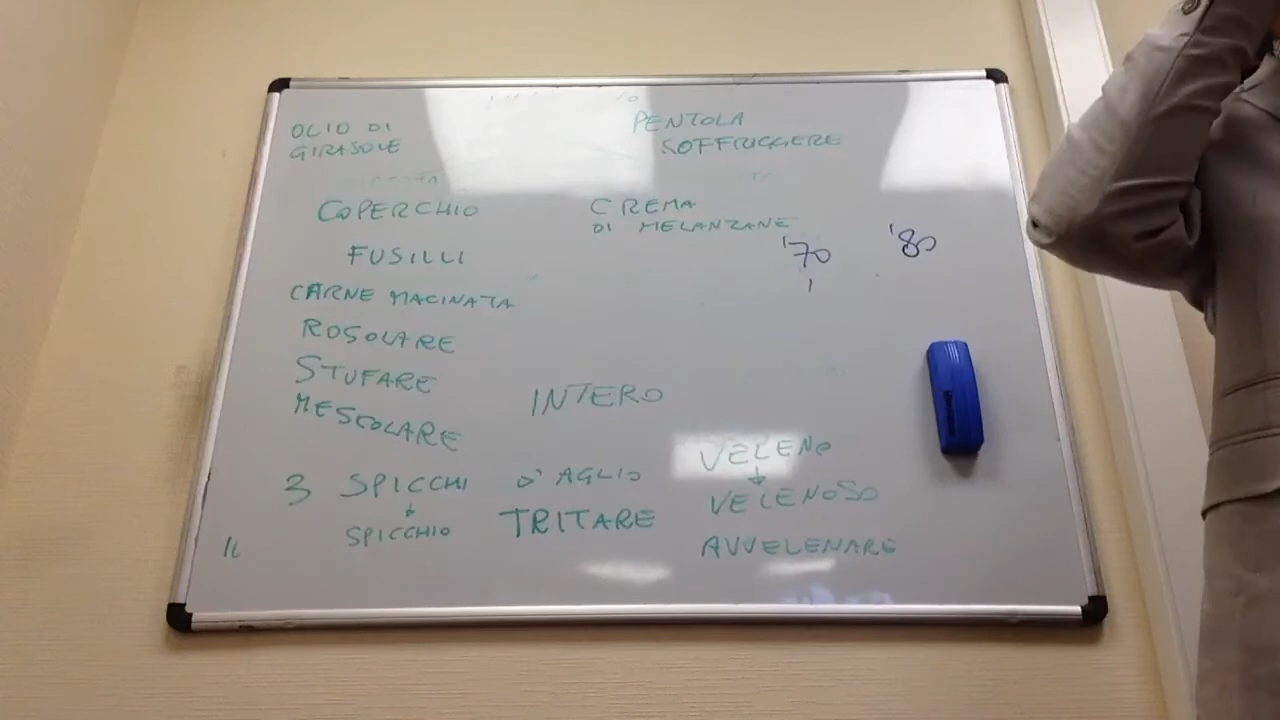 OLIO DI
GIRASOLE
PENTOLA
SOFFRIGGERE
COPERCHIO
CREMA
DI MELANZANE
'70
'80
FUSILLI
CARNE MACINATA
ROSOLARE
STUFARE
INTERO
MESCOLARE
VELENO
3 SPICCHI D'AGLIO
VELENOSO
SPICCHIO
TRITARE
AVVELENARE